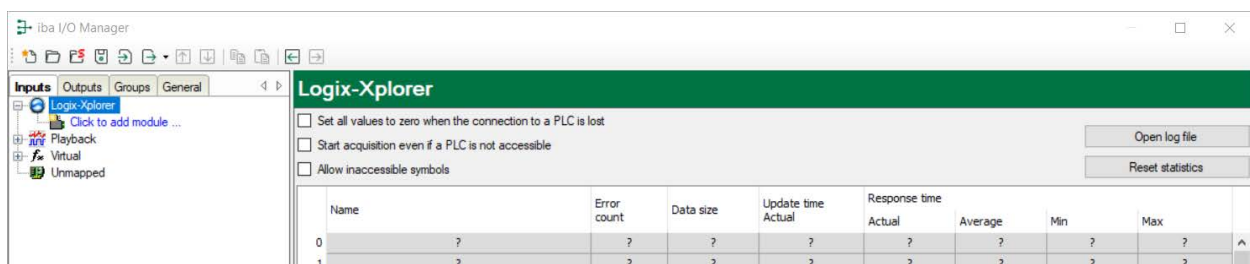 iba I/O Manager
Inputs Outputs Groups General
Logix-Xplorer
Click to add module ...
Playback
fx Virtual
Unmapped
Logix-Xplorer
Set all values to zero when the connection to a PLC is lost
Start acquisition even if a PLC is not accessible
Allow inaccessible symbols
Open log file
Reset statistics
Name Error count Data size Update time Actual Response time
Actual Average Min Max
0 ? ? ? ? ? ? ? ?
1 ? ? ? ? ? ? ? ?